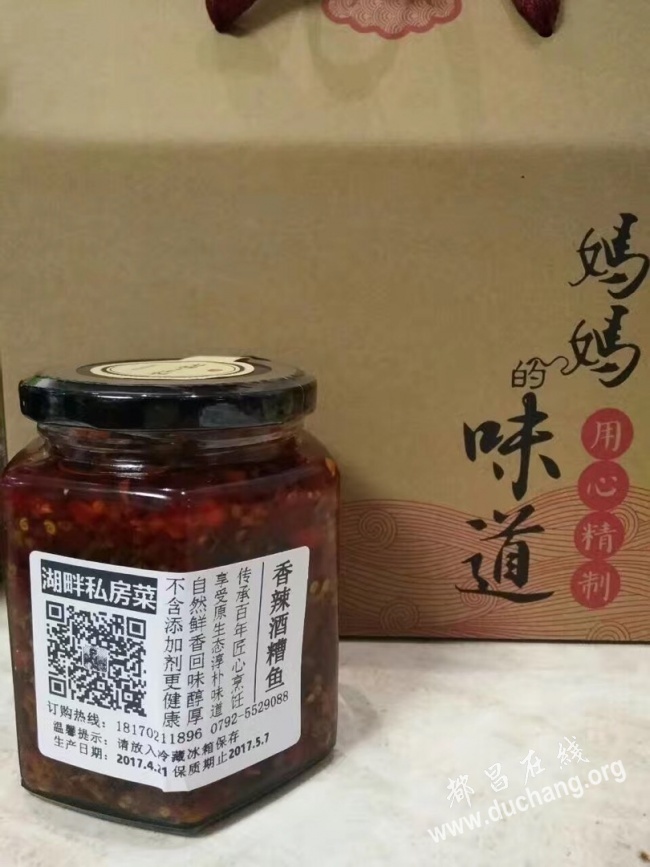 妈妈
的
味道
用心精制
湖畔私房菜
香辣酒糟鱼
传承百年匠心烹饪
享受原生态淳朴味道
自然鲜香回味醇厚
不含添加剂更健康
订购热线：18170211896 0792-5529088
温馨提示：请放入冷藏冰箱保存
生产日期：2017.4.21 保质期止2017.5.7
都昌在线
www.duchang.org